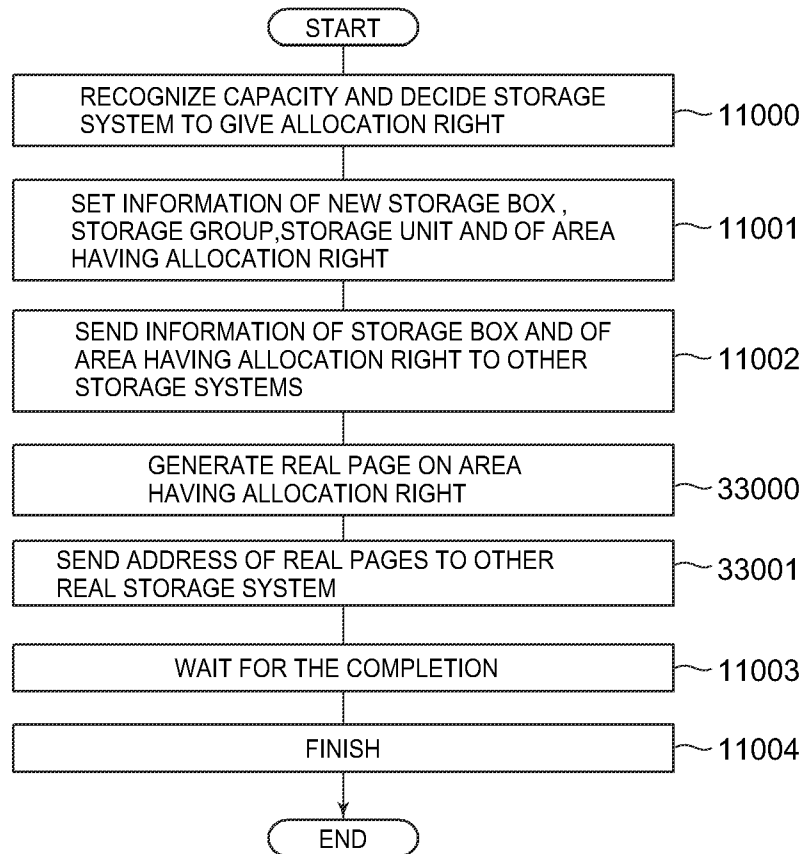 START
RECOGNIZE CAPACITY AND DECIDE STORAGE
SYSTEM TO GIVE ALLOCATION RIGHT
11000
SET INFORMATION OF NEW STORAGE BOX ,
STORAGE GROUP,STORAGE UNIT AND OF AREA
HAVING ALLOCATION RIGHT
11001
SEND INFORMATION OF STORAGE BOX AND OF
AREA HAVING ALLOCATION RIGHT TO OTHER
STORAGE SYSTEMS
11002
GENERATE REAL PAGE ON AREA
HAVING ALLOCATION RIGHT
33000
SEND ADDRESS OF REAL PAGES TO OTHER
REAL STORAGE SYSTEM
33001
WAIT FOR THE COMPLETION
11003
FINISH
11004
END